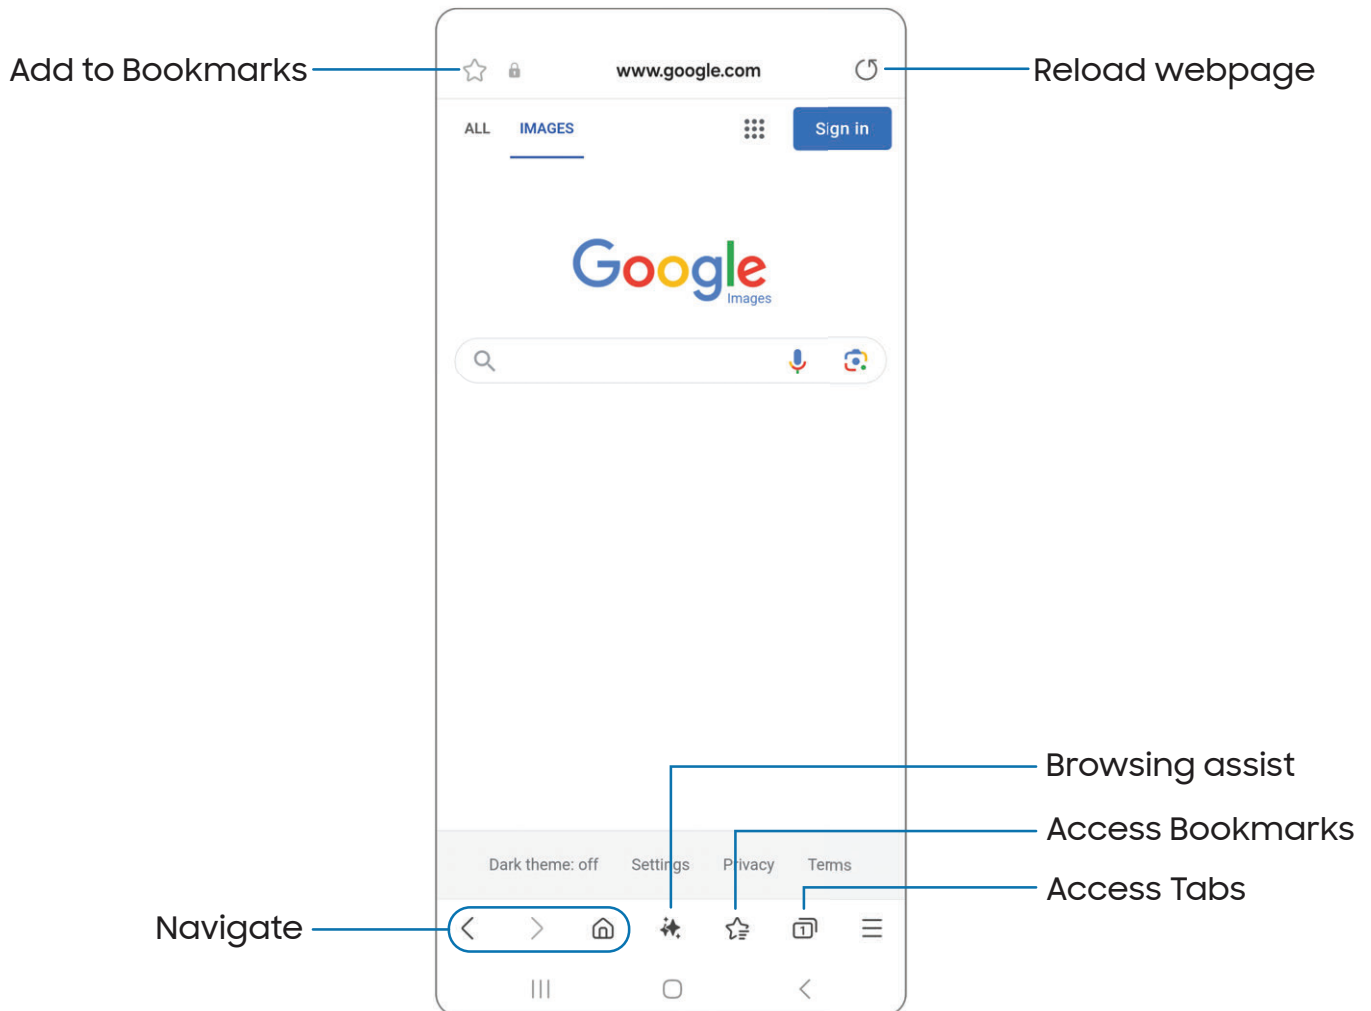 Add to Bookmarks
www.google.com
Reload webpage
ALL IMAGES
Sign in
Google
Images
Browsing assist
Access Bookmarks
Dark theme: off Settings Privacy Terms
Access Tabs
Navigate
1